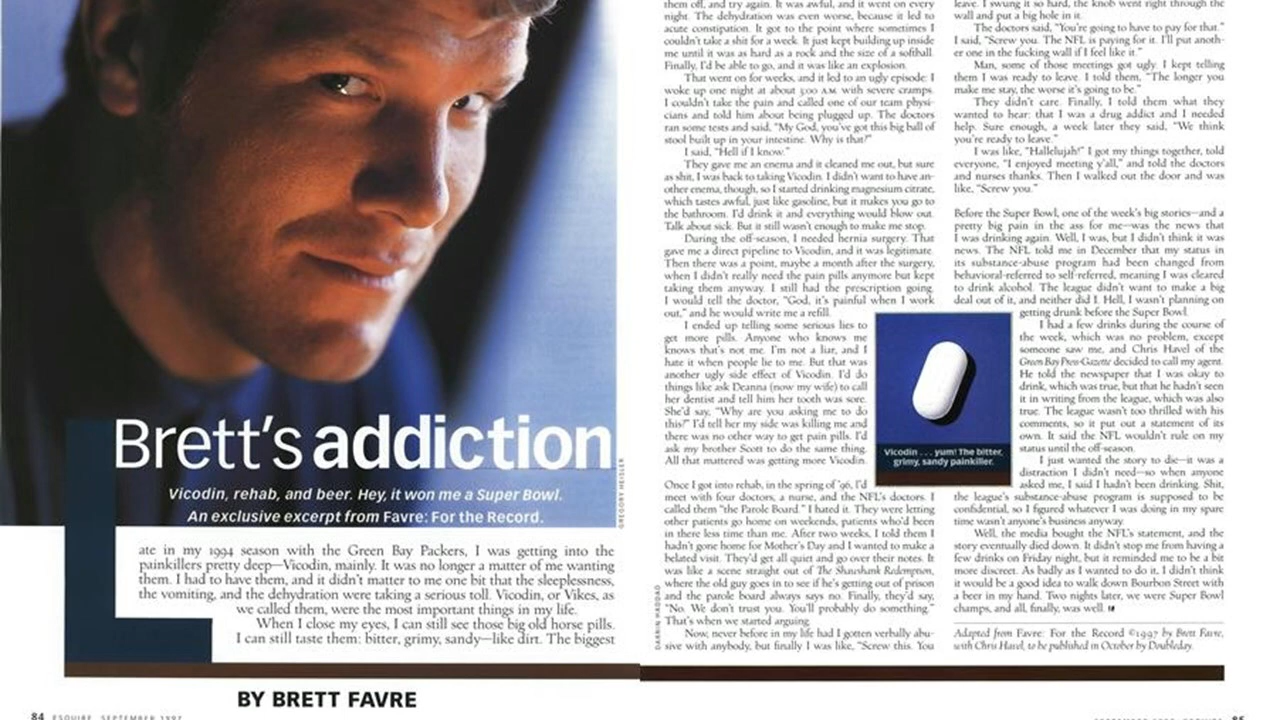 Brett's addiction
Vicodin, rehab, and beer. Hey, it won me a Super Bowl.
An exclusive excerpt from Favre: For the Record.
GREGORY HEISLER
ate in my 1994 season with the Green Bay Packers, I was getting into the
painkillers pretty deep—Vicodin, mainly. It was no longer a matter of me wanting
them. I had to have them, and it didn't matter to me one bit that the sleeplessness,
the vomiting, and the dehydration were taking a serious toll. Vicodin, or Vikes, as
we called them, were the most important things in my life.
When I close my eyes, I can still see those big old horse pills.
I can still taste them: bitter, grimy, sandy—like dirt. The biggest
L
BY BRETT FAVRE
84 ESQUIRE SEPTEMBER 1997
them off, and try again. It was awful, and it went on every
night. The dehydration was even worse, because it led to
acute constipation. It got to the point where sometimes I
couldn't take a shit for a week. It just kept building up inside
me until it was as hard as a rock and the size of a softball.
Finally, I'd be able to go, and it was like an explosion.
That went on for weeks, and it led to an ugly episode: I
woke up one night at about 3:00 A.M. with severe cramps.
I couldn't take the pain and called one of our team physi-
cians and told him about being plugged up. The doctors
ran some tests and said, "My God, you've got this big ball of
stool built up in your intestine. Why is that?"
I said, "Hell if I know."
They gave me an enema and it cleaned me out, but sure
as shit, I was back to taking Vicodin. I didn't want to have an-
other enema, though, so I started drinking magnesium citrate,
which tastes awful, just like gasoline, but it makes you go to
the bathroom. I'd drink it and everything would blow out.
Talk about sick. But it still wasn't enough to make me stop.
During the off-season, I needed hernia surgery. That
gave me a direct pipeline to Vicodin, and it was legitimate.
Then there was a point, maybe a month after the surgery,
when I didn't really need the pain pills anymore but kept
taking them anyway. I still had the prescription going.
I would tell the doctor, "God, it's painful when I work
out," and he would write me a refill.
I ended up telling some serious lies to
get more pills. Anyone who knows me
knows that's not me. I'm not a liar, and I
hate it when people lie to me. But that was
another ugly side effect of Vicodin. I'd do
things like ask Deanna (now my wife) to call
her dentist and tell him her tooth was sore.
She'd say, "Why are you asking me to do
this?" I'd tell her my side was killing me and
there was no other way to get pain pills. I'd
ask my brother Scott to do the same thing.
All that mattered was getting more Vicodin.
Once I got into rehab, in the spring of '96, I'd
meet with four doctors, a nurse, and the NFL's doctors. I
called them "the Parole Board." I hated it. They were letting
other patients go home on weekends, patients who'd been
in there less time than me. After two weeks, I told them I
hadn't gone home for Mother's Day and I wanted to make a
belated visit. They'd get all quiet and go over their notes. It
was like a scene straight out of The Shawshank Redemption,
where the old guy goes in to see if he's getting out of prison
and the parole board always says no. Finally, they'd say,
"No. We don't trust you. You'll probably do something."
That's when we started arguing.
Now, never before in my life had I gotten verbally abu-
sive with anybody, but finally I was like, "Screw this. You
DARRIN HADDAD
Vicodin . . . yum! The bitter,
grimy, sandy painkiller.
leave. I swung it so hard, the knob went right through the
wall and put a big hole in it.
The doctors said, "You're going to have to pay for that."
I said, "Screw you. The NFL is paying for it. I'll put anoth-
er one in the fucking wall if I feel like it."
Man, some of those meetings got ugly. I kept telling
them I was ready to leave. I told them, "The longer you
make me stay, the worse it's going to be."
They didn't care. Finally, I told them what they
wanted to hear: that I was a drug addict and I needed
help. Sure enough, a week later they said, "We think
you're ready to leave."
I was like, "Hallelujah!" I got my things together, told
everyone, "I enjoyed meeting y'all," and told the doctors
and nurses thanks. Then I walked out the door and was
like, "Screw you."
Before the Super Bowl, one of the week's big stories—and a
pretty big pain in the ass for me—was the news that
I was drinking again. Well, I was, but I didn't think it was
news. The NFL told me in December that my status in
its substance-abuse program had been changed from
behavioral-referred to self-referred, meaning I was cleared
to drink alcohol. The league didn't want to make a big
deal out of it, and neither did I. Hell, I wasn't planning on
getting drunk before the Super Bowl.
I had a few drinks during the course of
the week, which was no problem, except
someone saw me, and Chris Havel of the
Green Bay Press-Gazette decided to call my agent.
He told the newspaper that I was okay to
drink, which was true, but that he hadn't seen
it in writing from the league, which was also
true. The league wasn't too thrilled with his
comments, so it put out a statement of its
own. It said the NFL wouldn't rule on my
status until the off-season.
I just wanted the story to die—it was a
distraction I didn't need—so when anyone
asked me, I said I hadn't been drinking. Shit,
the league's substance-abuse program is supposed to be
confidential, so I figured whatever I was doing in my spare
time wasn't anyone's business anyway.
Well, the media bought the NFL's statement, and the
story eventually died down. It didn't stop me from having a
few drinks on Friday night, but it reminded me to be a bit
more discreet. As badly as I wanted to do it, I didn't think
it would be a good idea to walk down Bourbon Street with
a beer in my hand. Two nights later, we were Super Bowl
champs, and all, finally, was well.
Adapted from Favre: For the Record ©1997 by Brett Favre,
with Chris Havel, to be published in October by Doubleday.